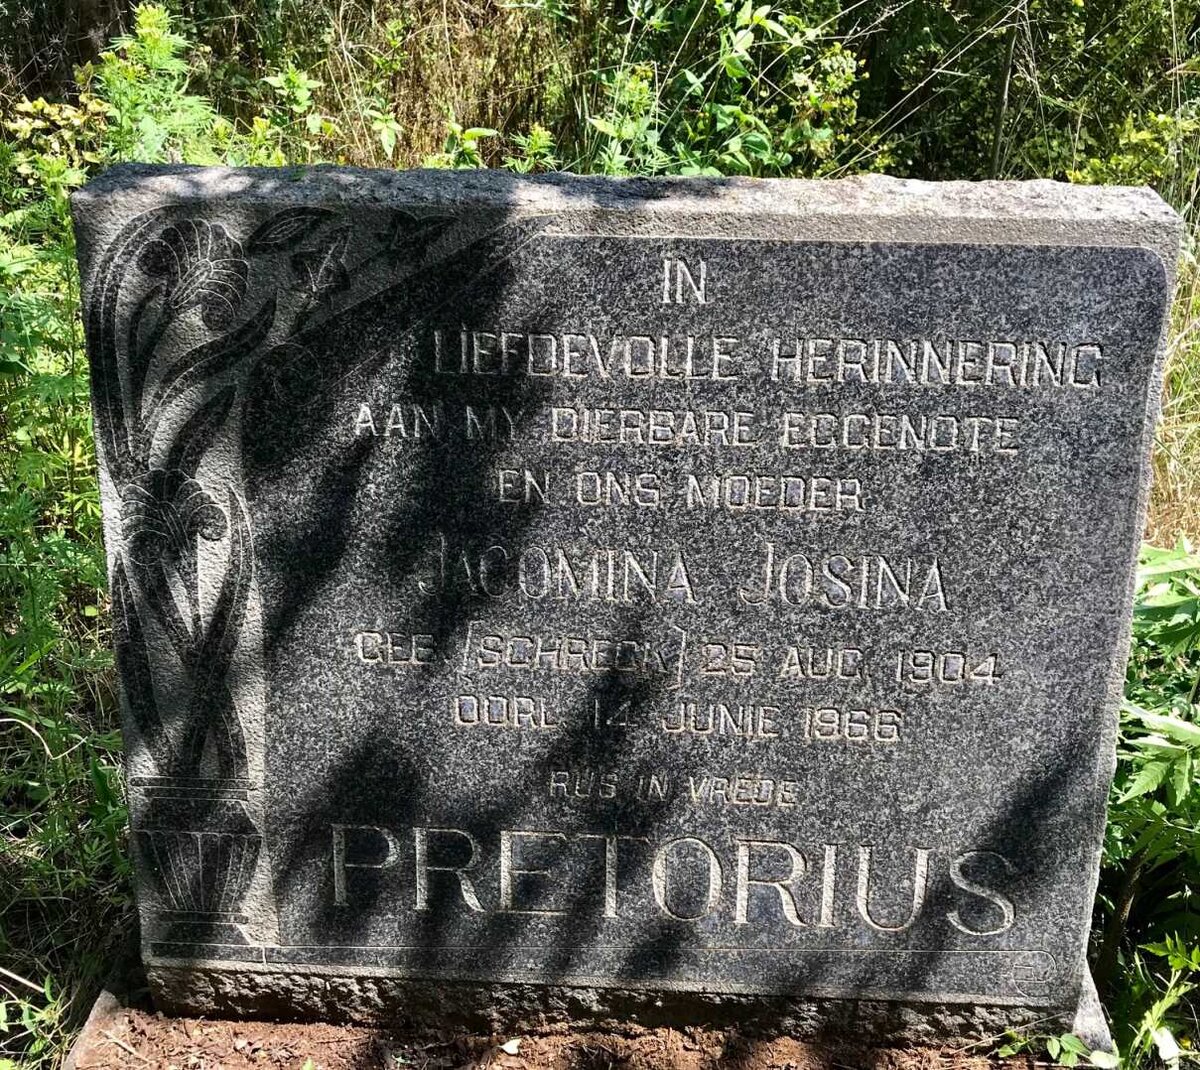 IN
LIEFDEVOLLE HERINNERING
AAN MY DIERBARE EGGENOTE
EN ONS MOEDER
JACOMINA JOSINA
GEB [SCHRECK] 25 AUG. 1904
OORL. 14 JUNIE 1966
RUS IN VREDE
PRETORIUS